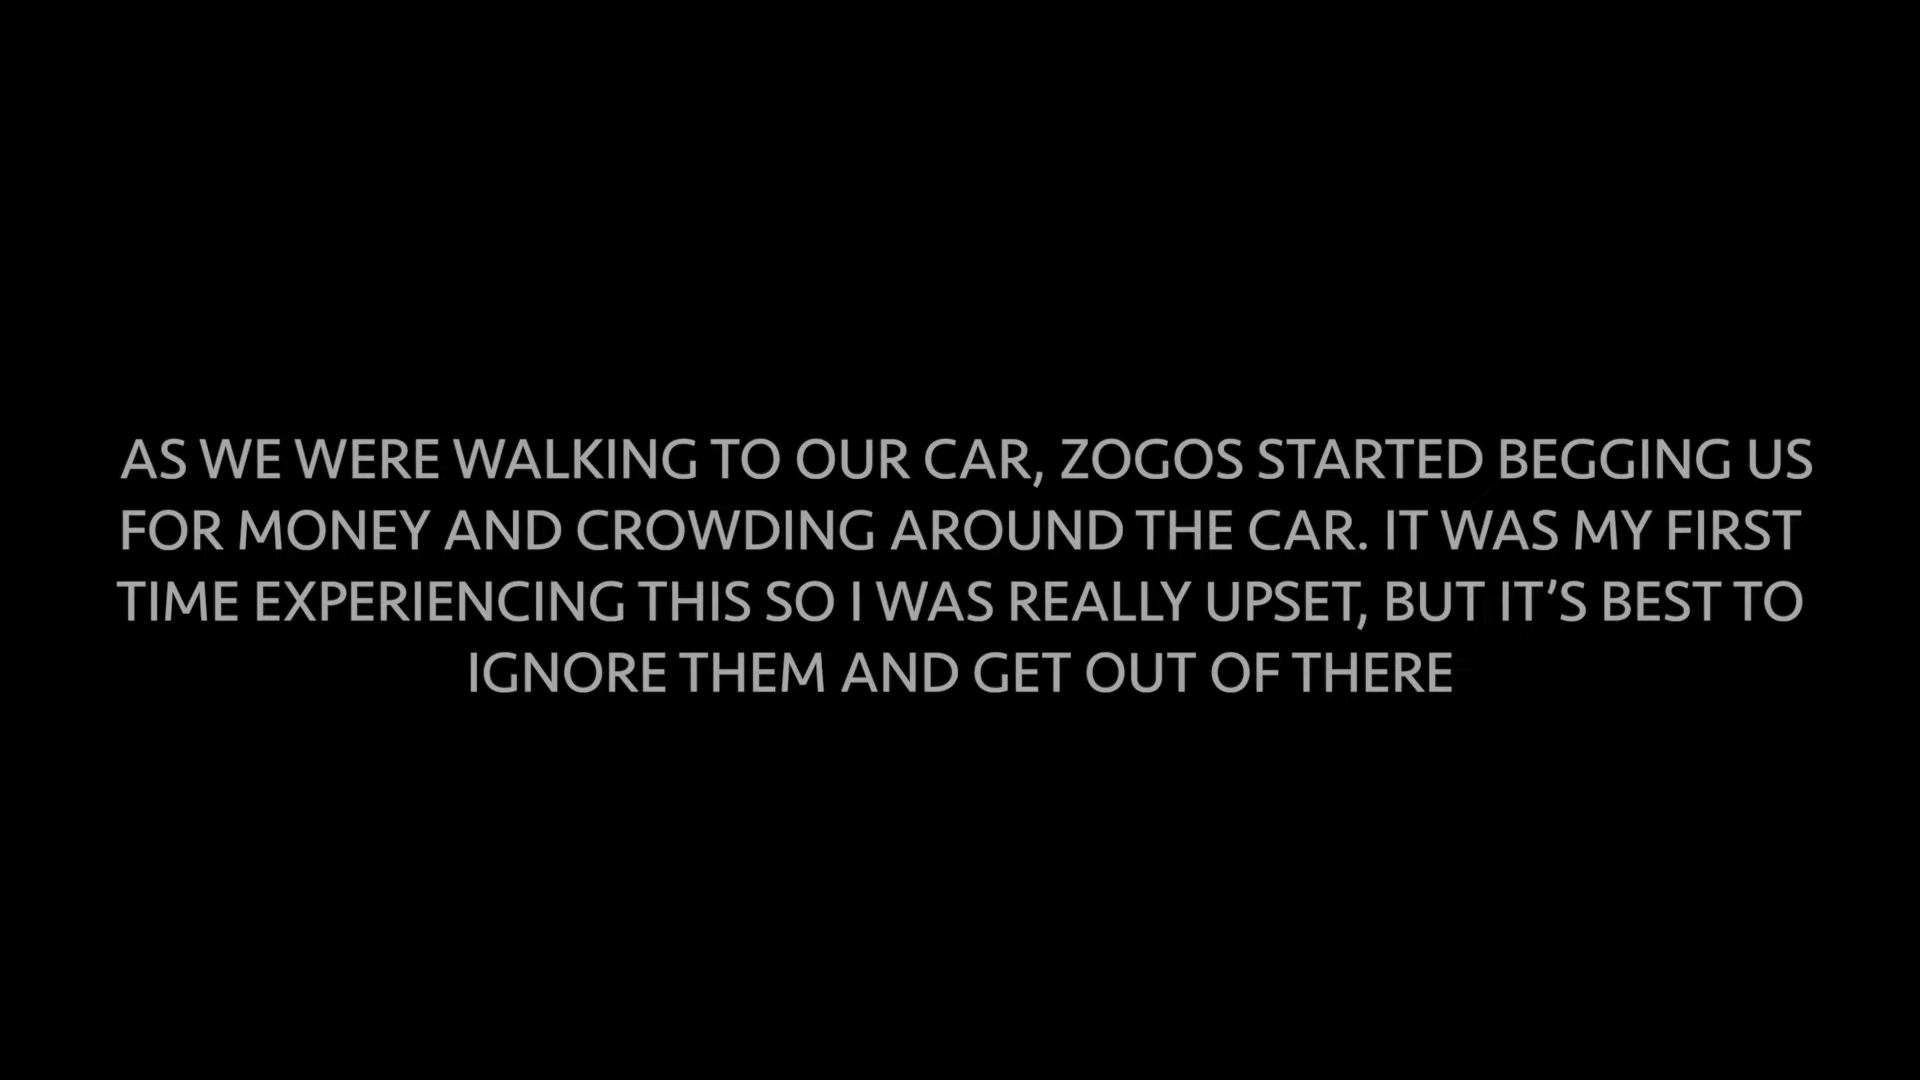 AS WE WERE WALKING TO OUR CAR, ZOGOS STARTED BEGGING US
FOR MONEY AND CROWDING AROUND THE CAR. IT WAS MY FIRST
TIME EXPERIENCING THIS SO I WAS REALLY UPSET, BUT IT’S BEST TO
IGNORE THEM AND GET OUT OF THERE